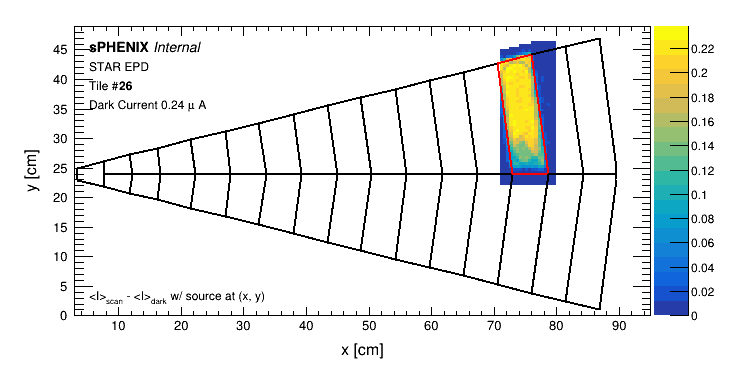 sPHENIX Internal
STAR EPD
Tile #26
Dark Current 0.24 μ A
<I>scan - <I>dark w/ source at (x, y)
y [cm]
45
40
35
30
25
20
15
10
5
0
10 20 30 40 50 60 70 80 90
x [cm]
0.22
0.2
0.18
0.16
0.14
0.12
0.1
0.08
0.06
0.04
0.02
0